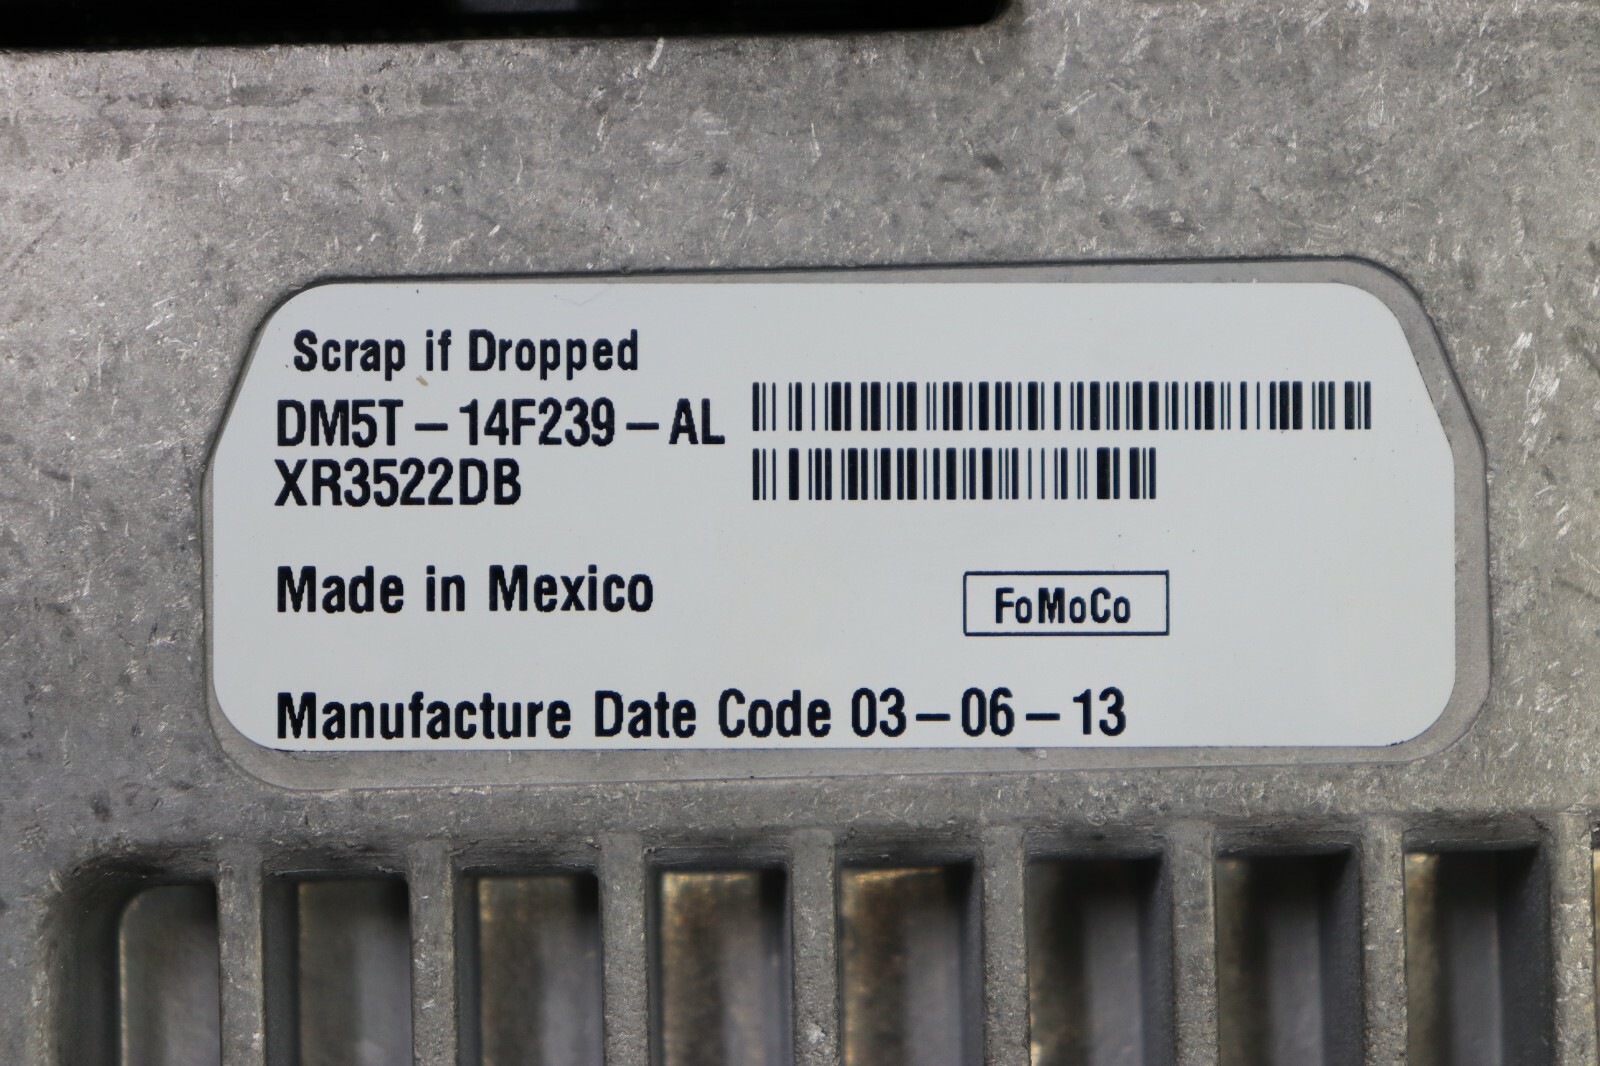 Scrap if Dropped
DM5T-14F239-AL
XR3522DB
Made in Mexico
FoMoCo
Manufacture Date Code 03-06-13